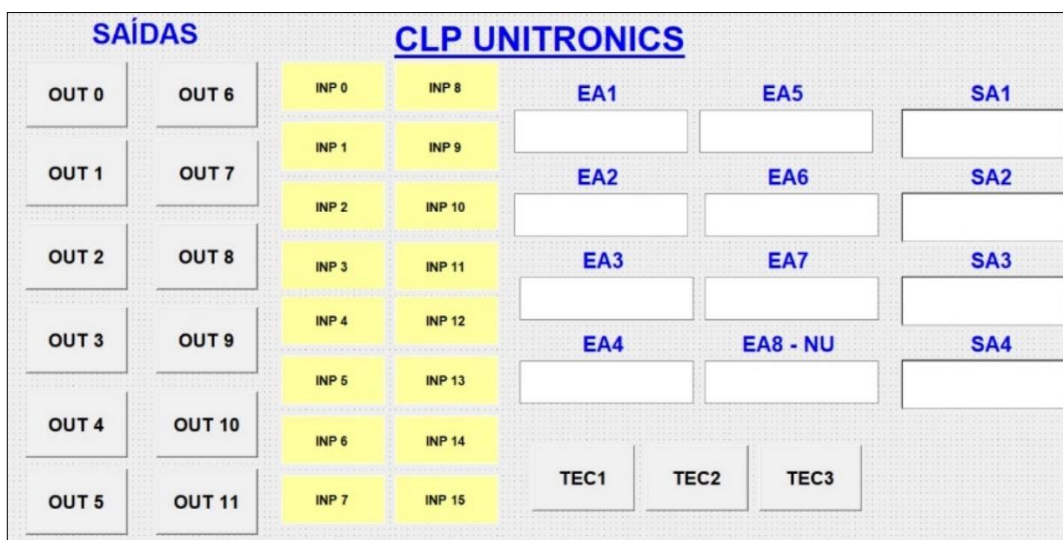 SAÍDAS
CLP UNITRONICS
OUT 0
OUT 6
OUT 1
OUT 7
OUT 2
OUT 8
OUT 3
OUT 9
OUT 4
OUT 10
OUT 5
OUT 11
INP 0
INP 8
INP 1
INP 9
INP 2
INP 10
INP 3
INP 11
INP 4
INP 12
INP 5
INP 13
INP 6
INP 14
INP 7
INP 15
EA1
EA5
SA1
EA2
EA6
SA2
EA3
EA7
SA3
EA4
EA8 - NU
SA4
TEC1
TEC2
TEC3